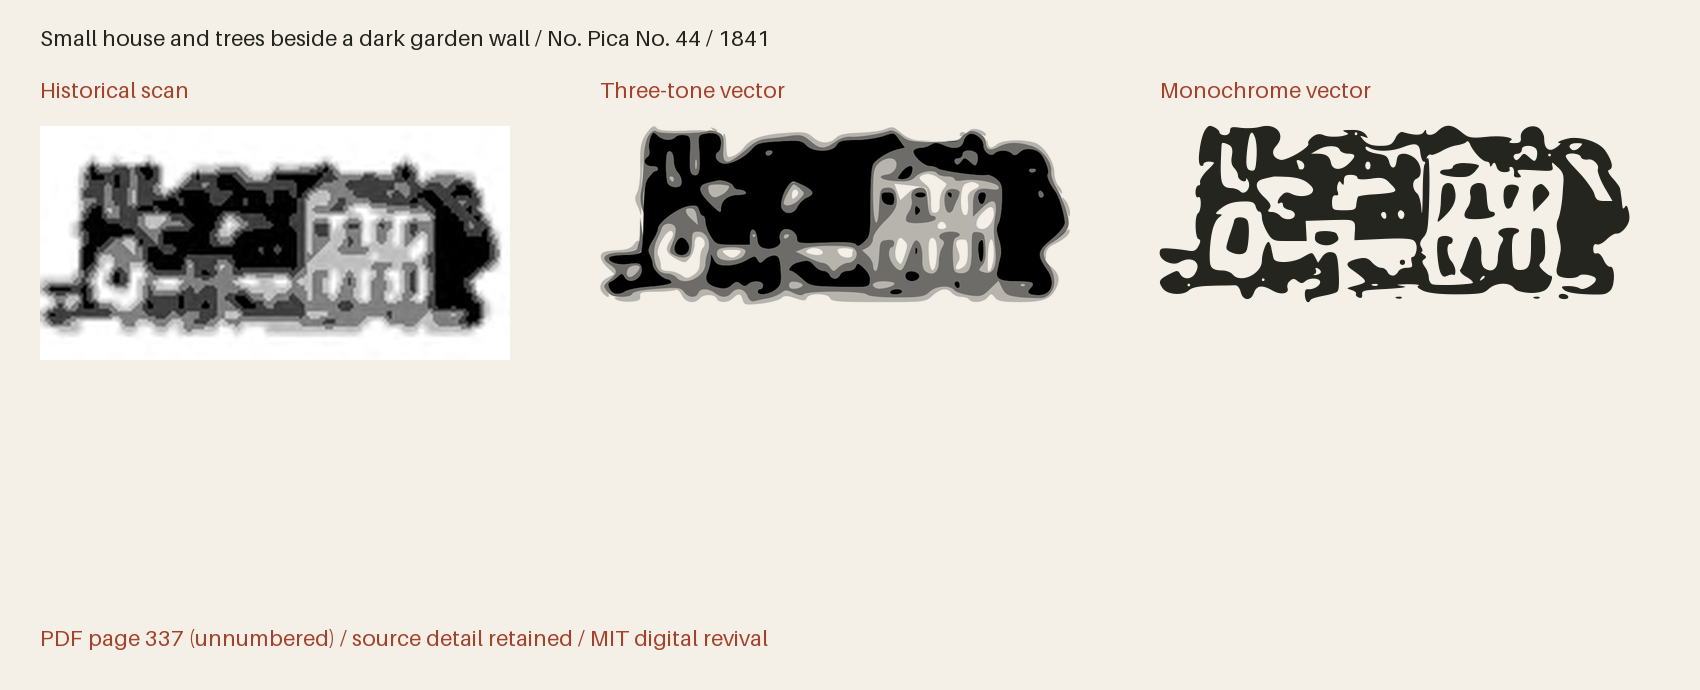 Small house and trees beside a dark garden wall / No. Pica No. 44 / 1841
Historical scan
Three-tone vector
Monochrome vector
PDF page 337 (unnumbered) / source detail retained / MIT digital revival